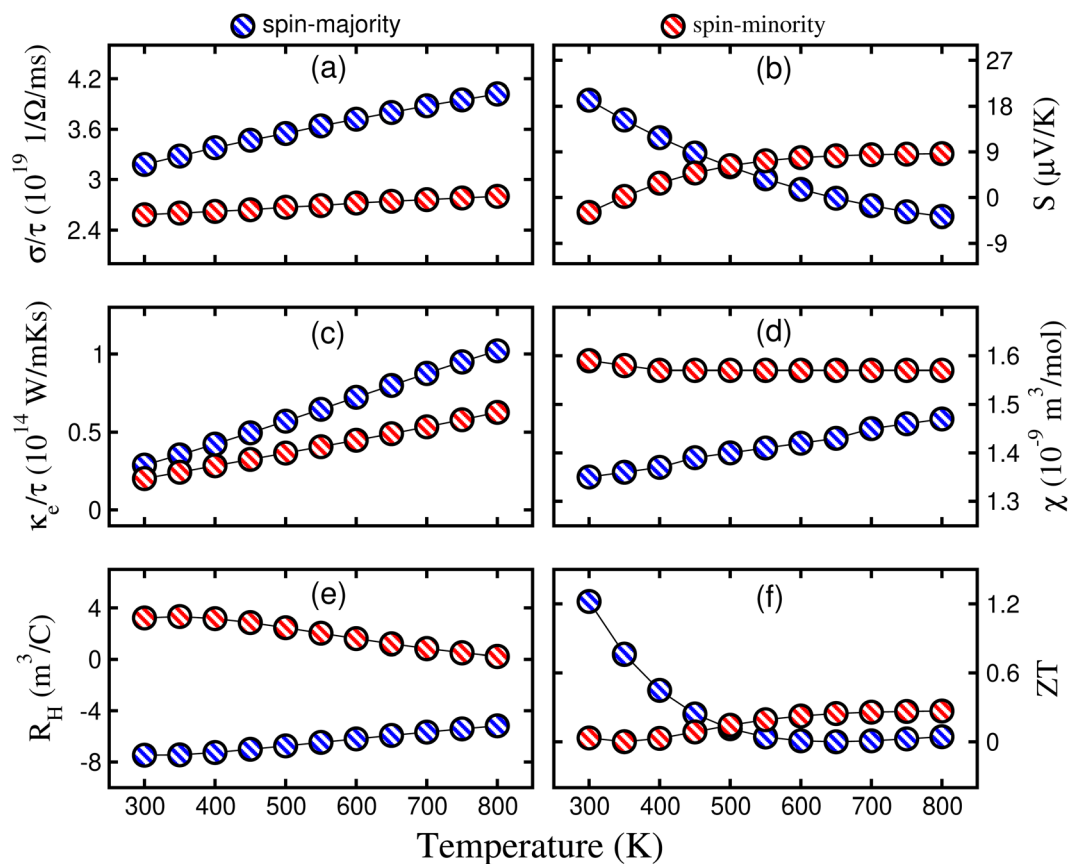 spin-majority spin-minority
(a)
4.2
3.6
3
2.4
σ/τ (10^19 1/Ω/ms)
(b)
27
18
9
0
-9
S (μV/K)
(c)
1
0.5
0
κ_e/τ (10^14 W/mKs)
(d)
1.6
1.5
1.4
1.3
χ (10^-9 m^3/mol)
(e)
4
0
-4
-8
R_H (m^3/C)
300 400 500 600 700 800
(f)
1.2
0.6
0
ZT
300 400 500 600 700 800
Temperature (K)